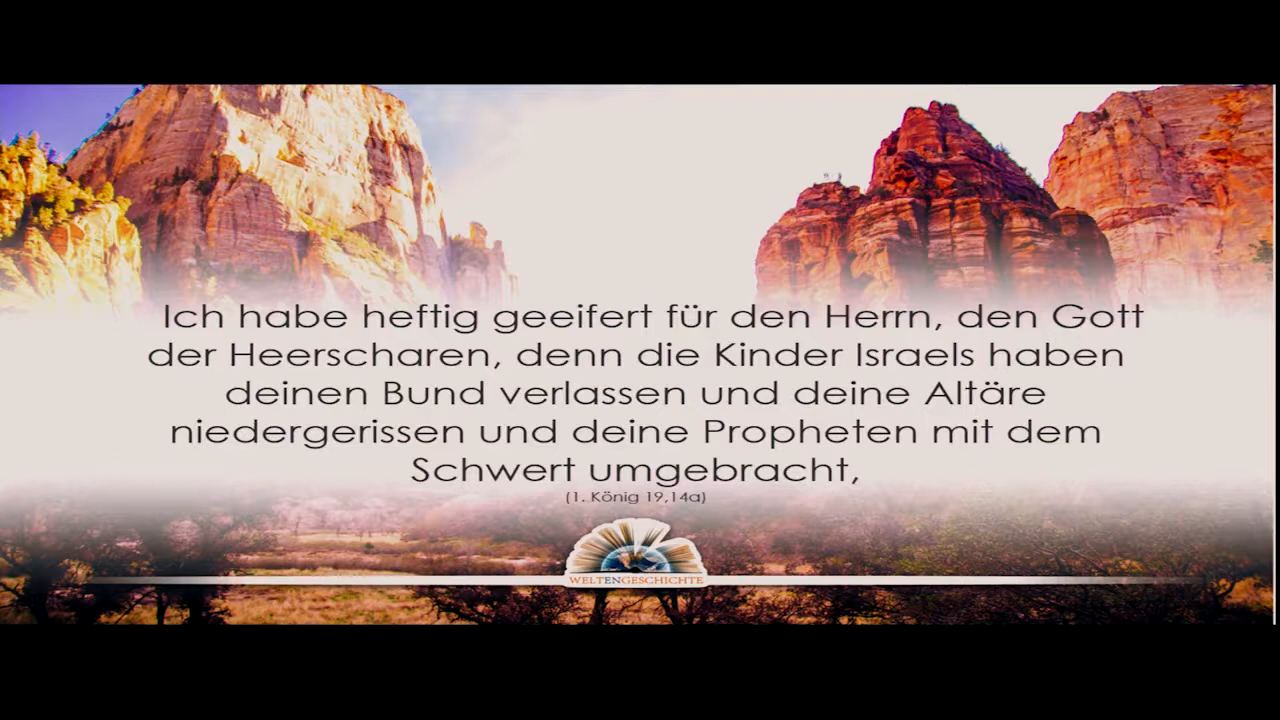 Ich habe heftig geeifert für den Herrn, den Gott
der Heerscharen, denn die Kinder Israels haben
deinen Bund verlassen und deine Altäre
niedergerissen und deine Propheten mit dem
Schwert umgebracht,
(1. König 19,14a)
WELTENGESCHICHTE